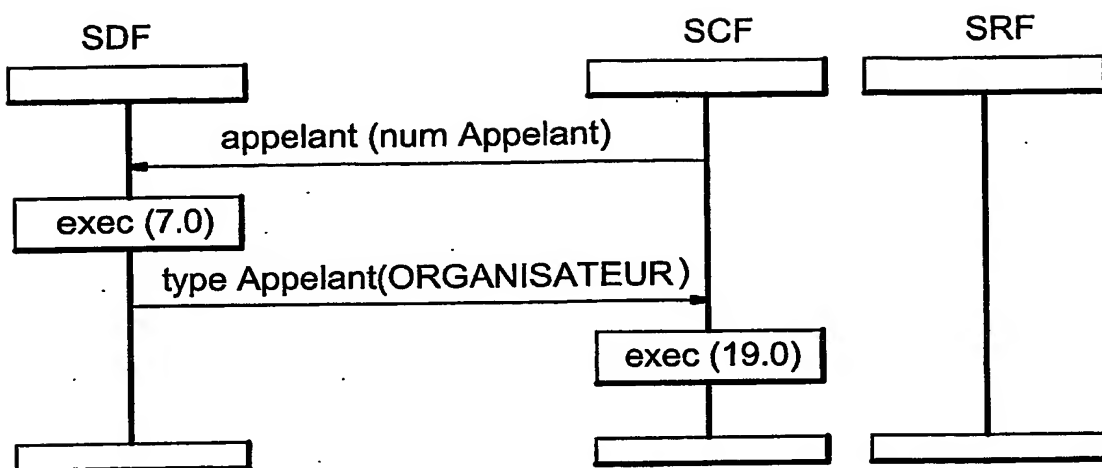 SDF SCF SRF
appelant (num Appelant)
exec (7.0)
type Appelant(ORGANISATEUR)
exec (19.0)